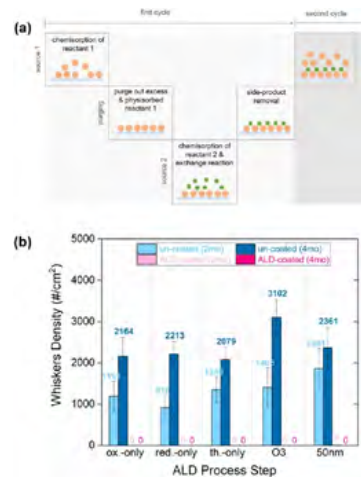 first cycle
second cycle
(a)
source 1
chemisorption of
reactant 1
purging
purge out excess
& physisorbed
reactant 1
side-product
removal
source 2
chemisorption of
reactant 2 &
exchange reaction
(b)
5000
4000
3000
2000
1000
0
Whiskers Density (#/cm²)
un-coated (2mo)
un-coated (4mo)
ALD-coated (4mo)
2164
2213
2079
3102
2361
0
0
0
0
0
ox.-only
red.-only
th.-only
O3
50nm
ALD Process Step